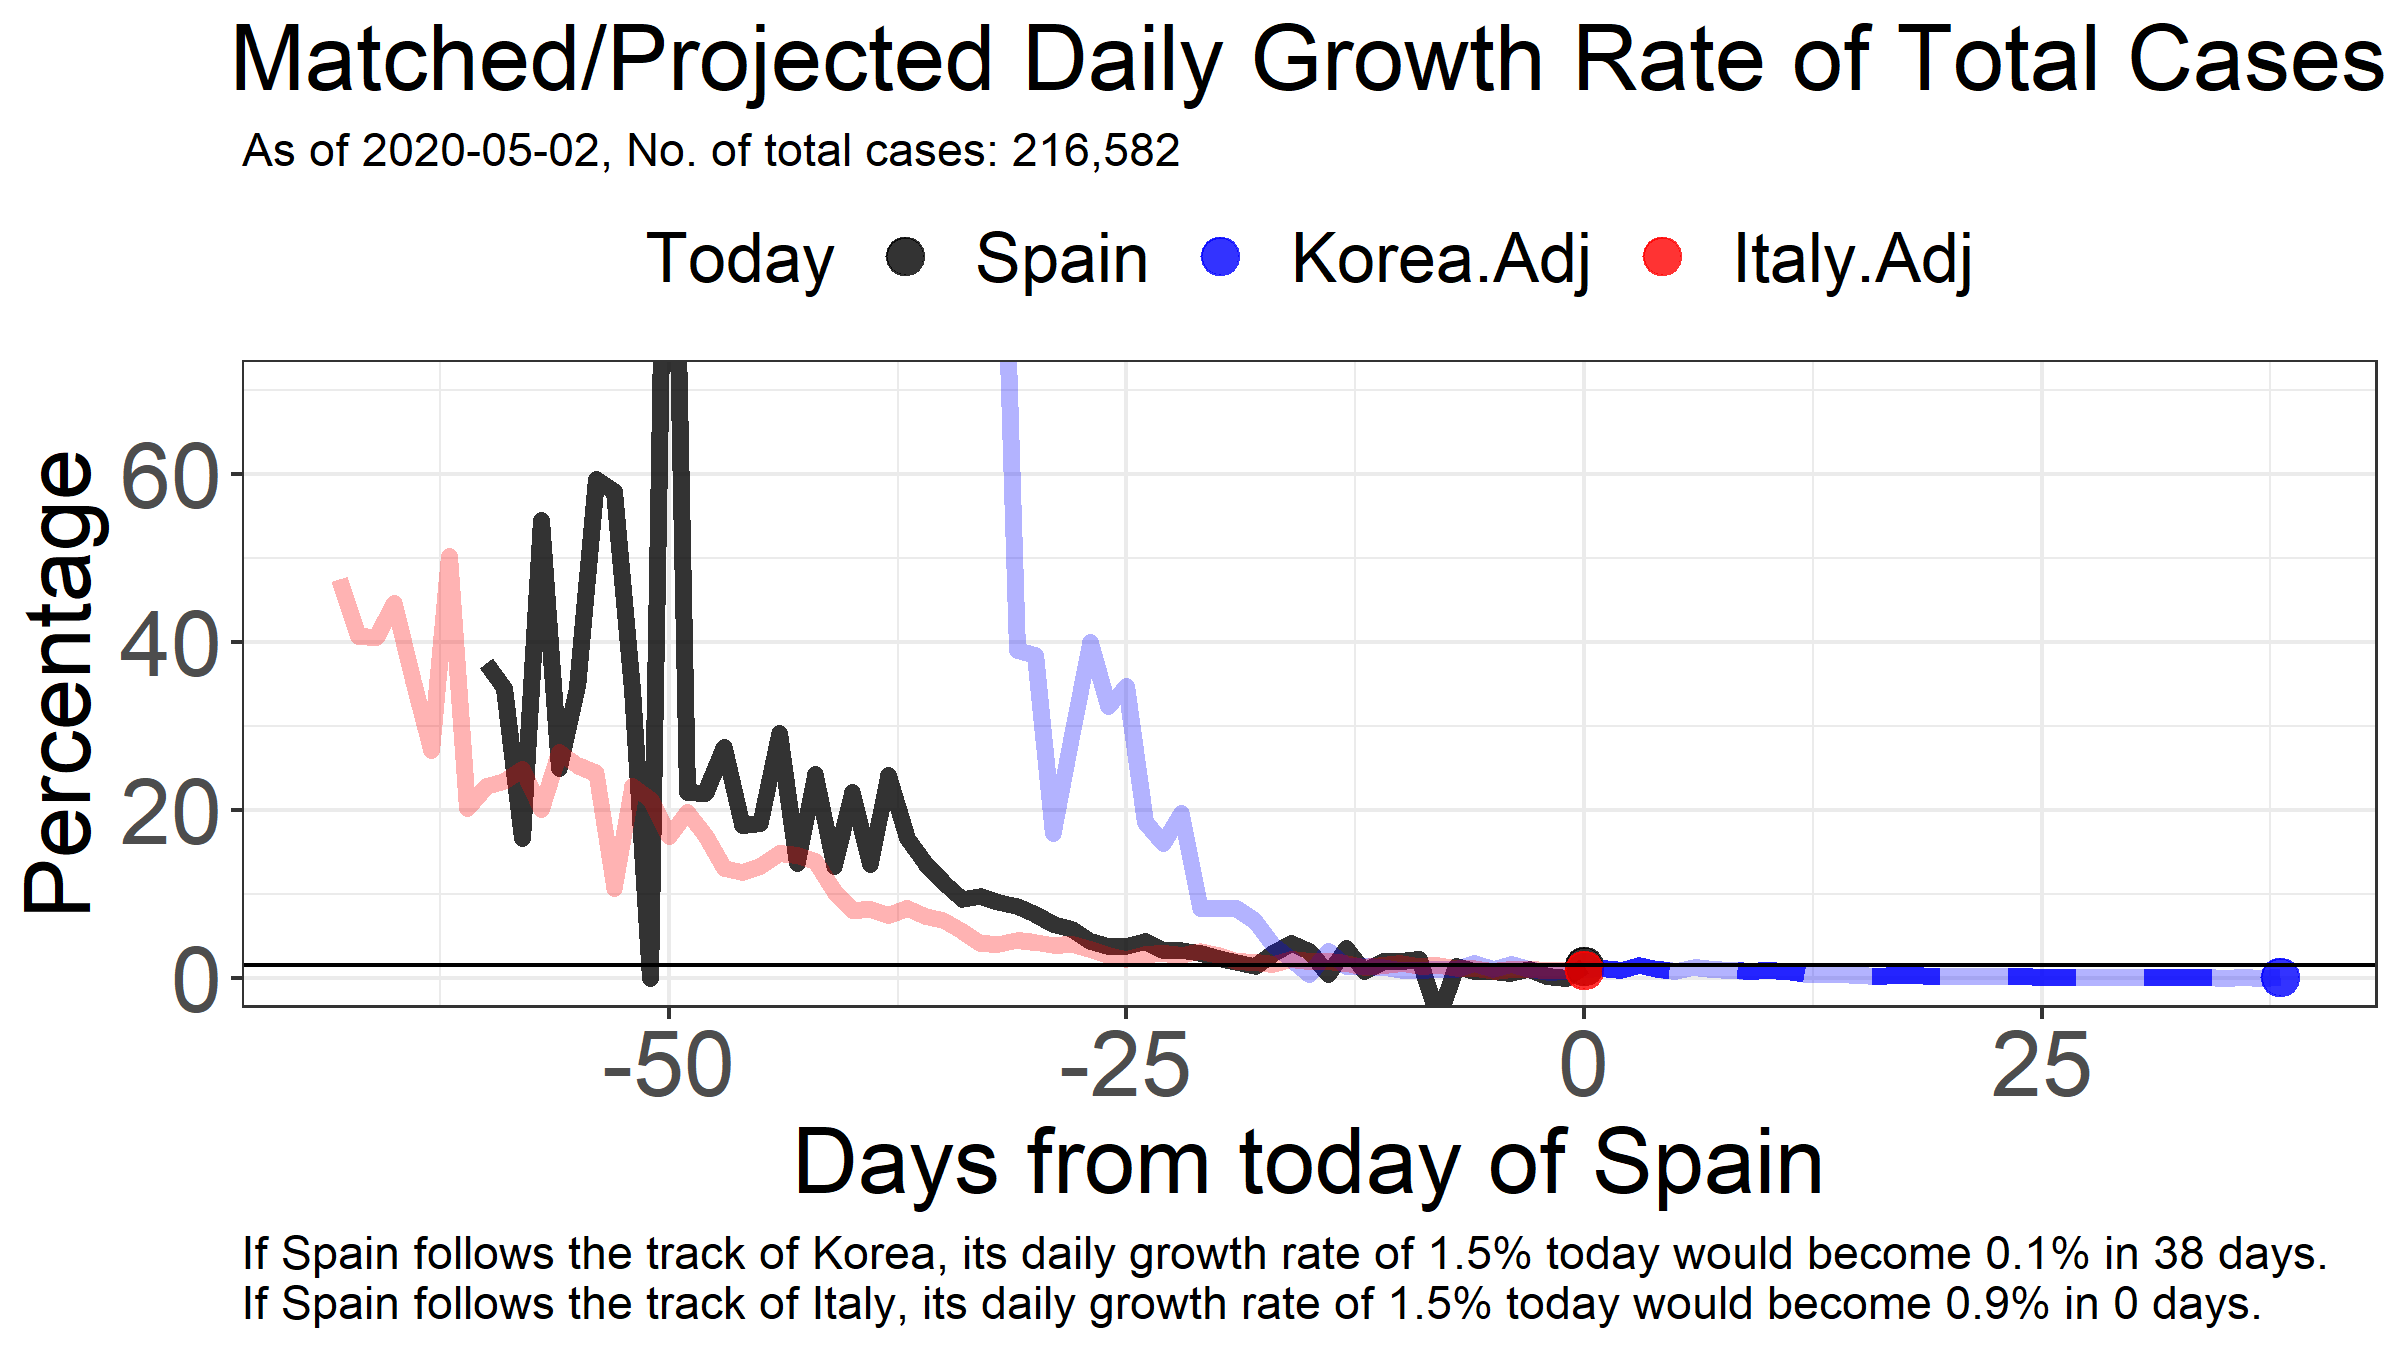 Matched/Projected Daily Growth Rate of Total Cases
As of 2020-05-02, No. of total cases: 216,582
Today Spain Korea.Adj Italy.Adj
Percentage
60
40
20
0
-50 -25 0 25
Days from today of Spain
If Spain follows the track of Korea, its daily growth rate of 1.5% today would become 0.1% in 38 days.
If Spain follows the track of Italy, its daily growth rate of 1.5% today would become 0.9% in 0 days.